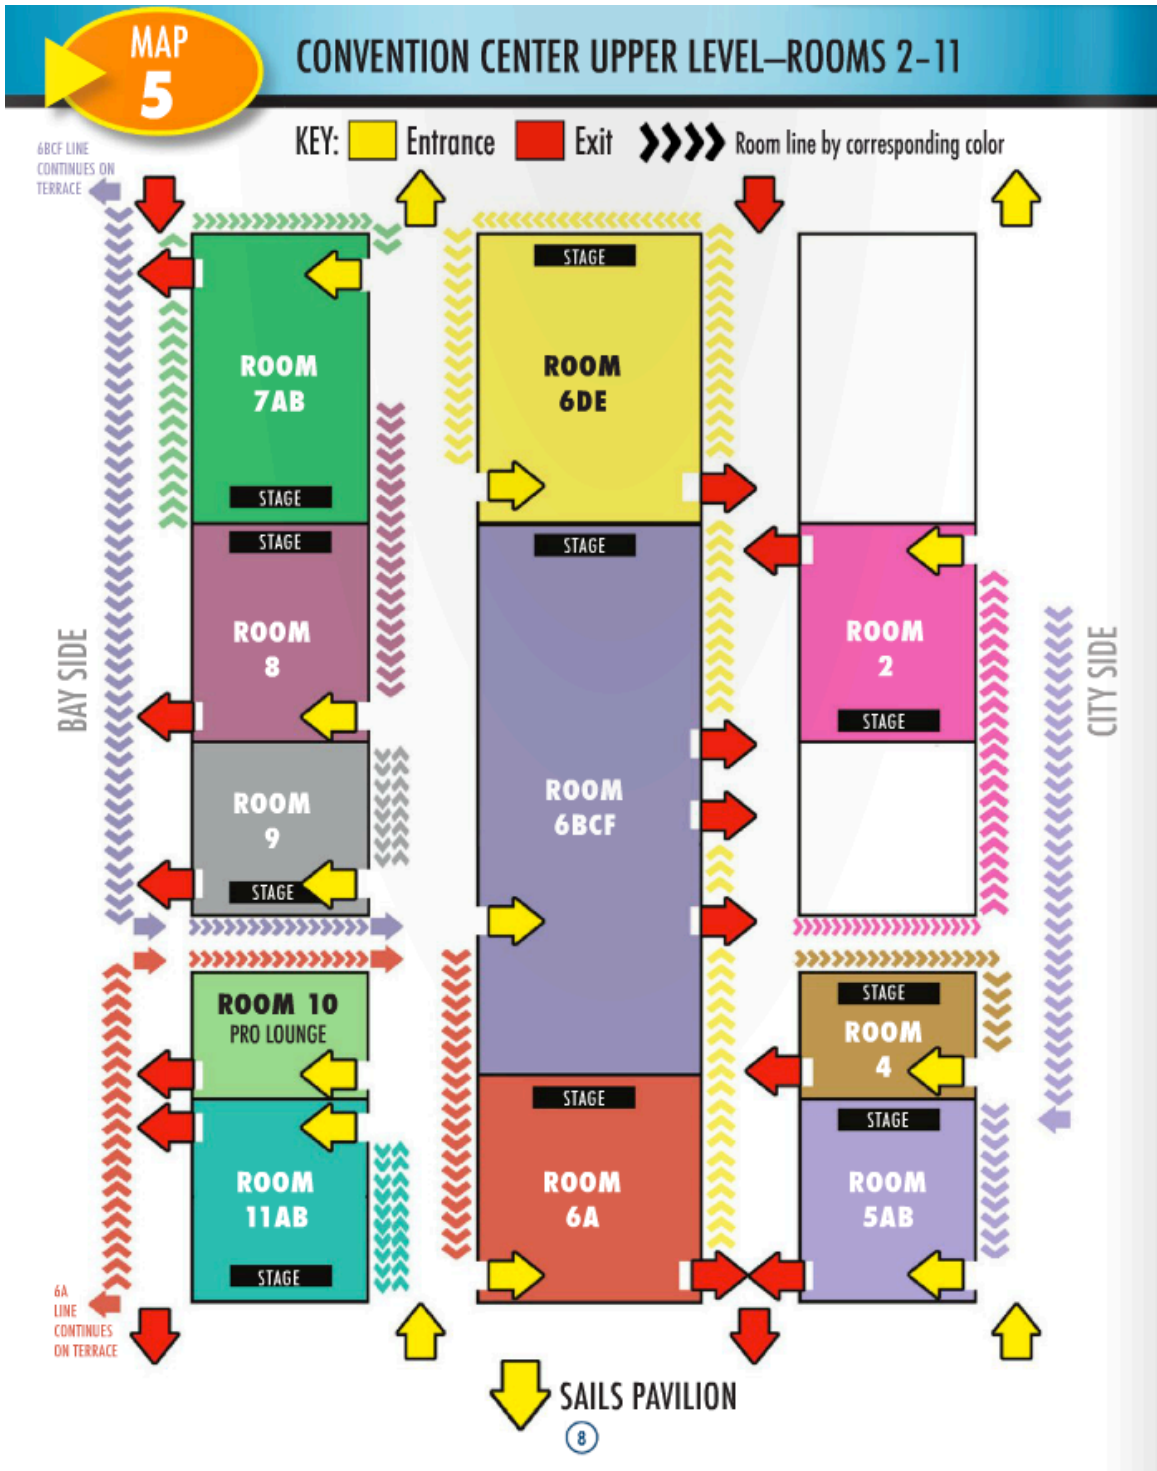 MAP
5
CONVENTION CENTER UPPER LEVEL–ROOMS 2–11
KEY:
Entrance
Exit
Room line by corresponding color
6BCF LINE
CONTINUES ON
TERRACE
STAGE
ROOM
7AB
ROOM
6DE
STAGE
STAGE
STAGE
ROOM
8
ROOM
2
STAGE
BAY SIDE
CITY SIDE
ROOM
9
STAGE
ROOM
6BCF
ROOM 10
PRO LOUNGE
STAGE
ROOM
4
STAGE
STAGE
ROOM
11AB
STAGE
ROOM
6A
ROOM
5AB
6A
LINE
CONTINUES
ON TERRACE
SAILS PAVILION
8